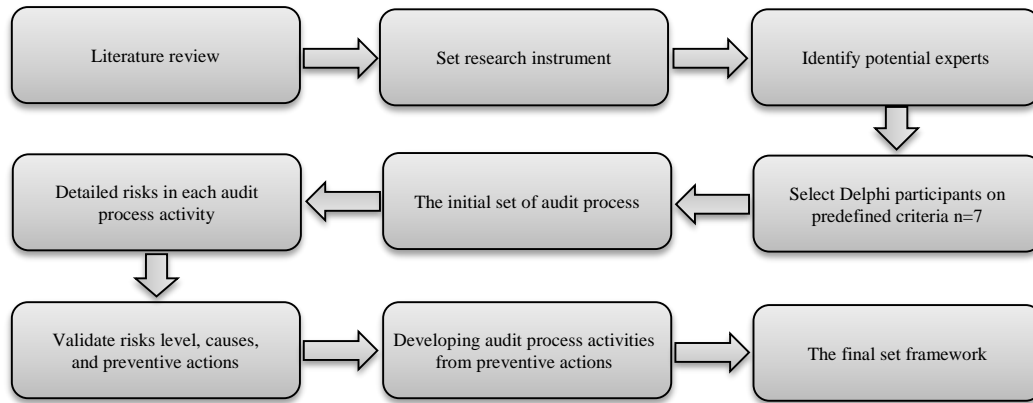 Literature review
Set research instrument
Identify potential experts
Select Delphi participants on
predefined criteria n=7
The initial set of audit process
Detailed risks in each audit
process activity
Validate risks level, causes,
and preventive actions
Developing audit process activities
from preventive actions
The final set framework